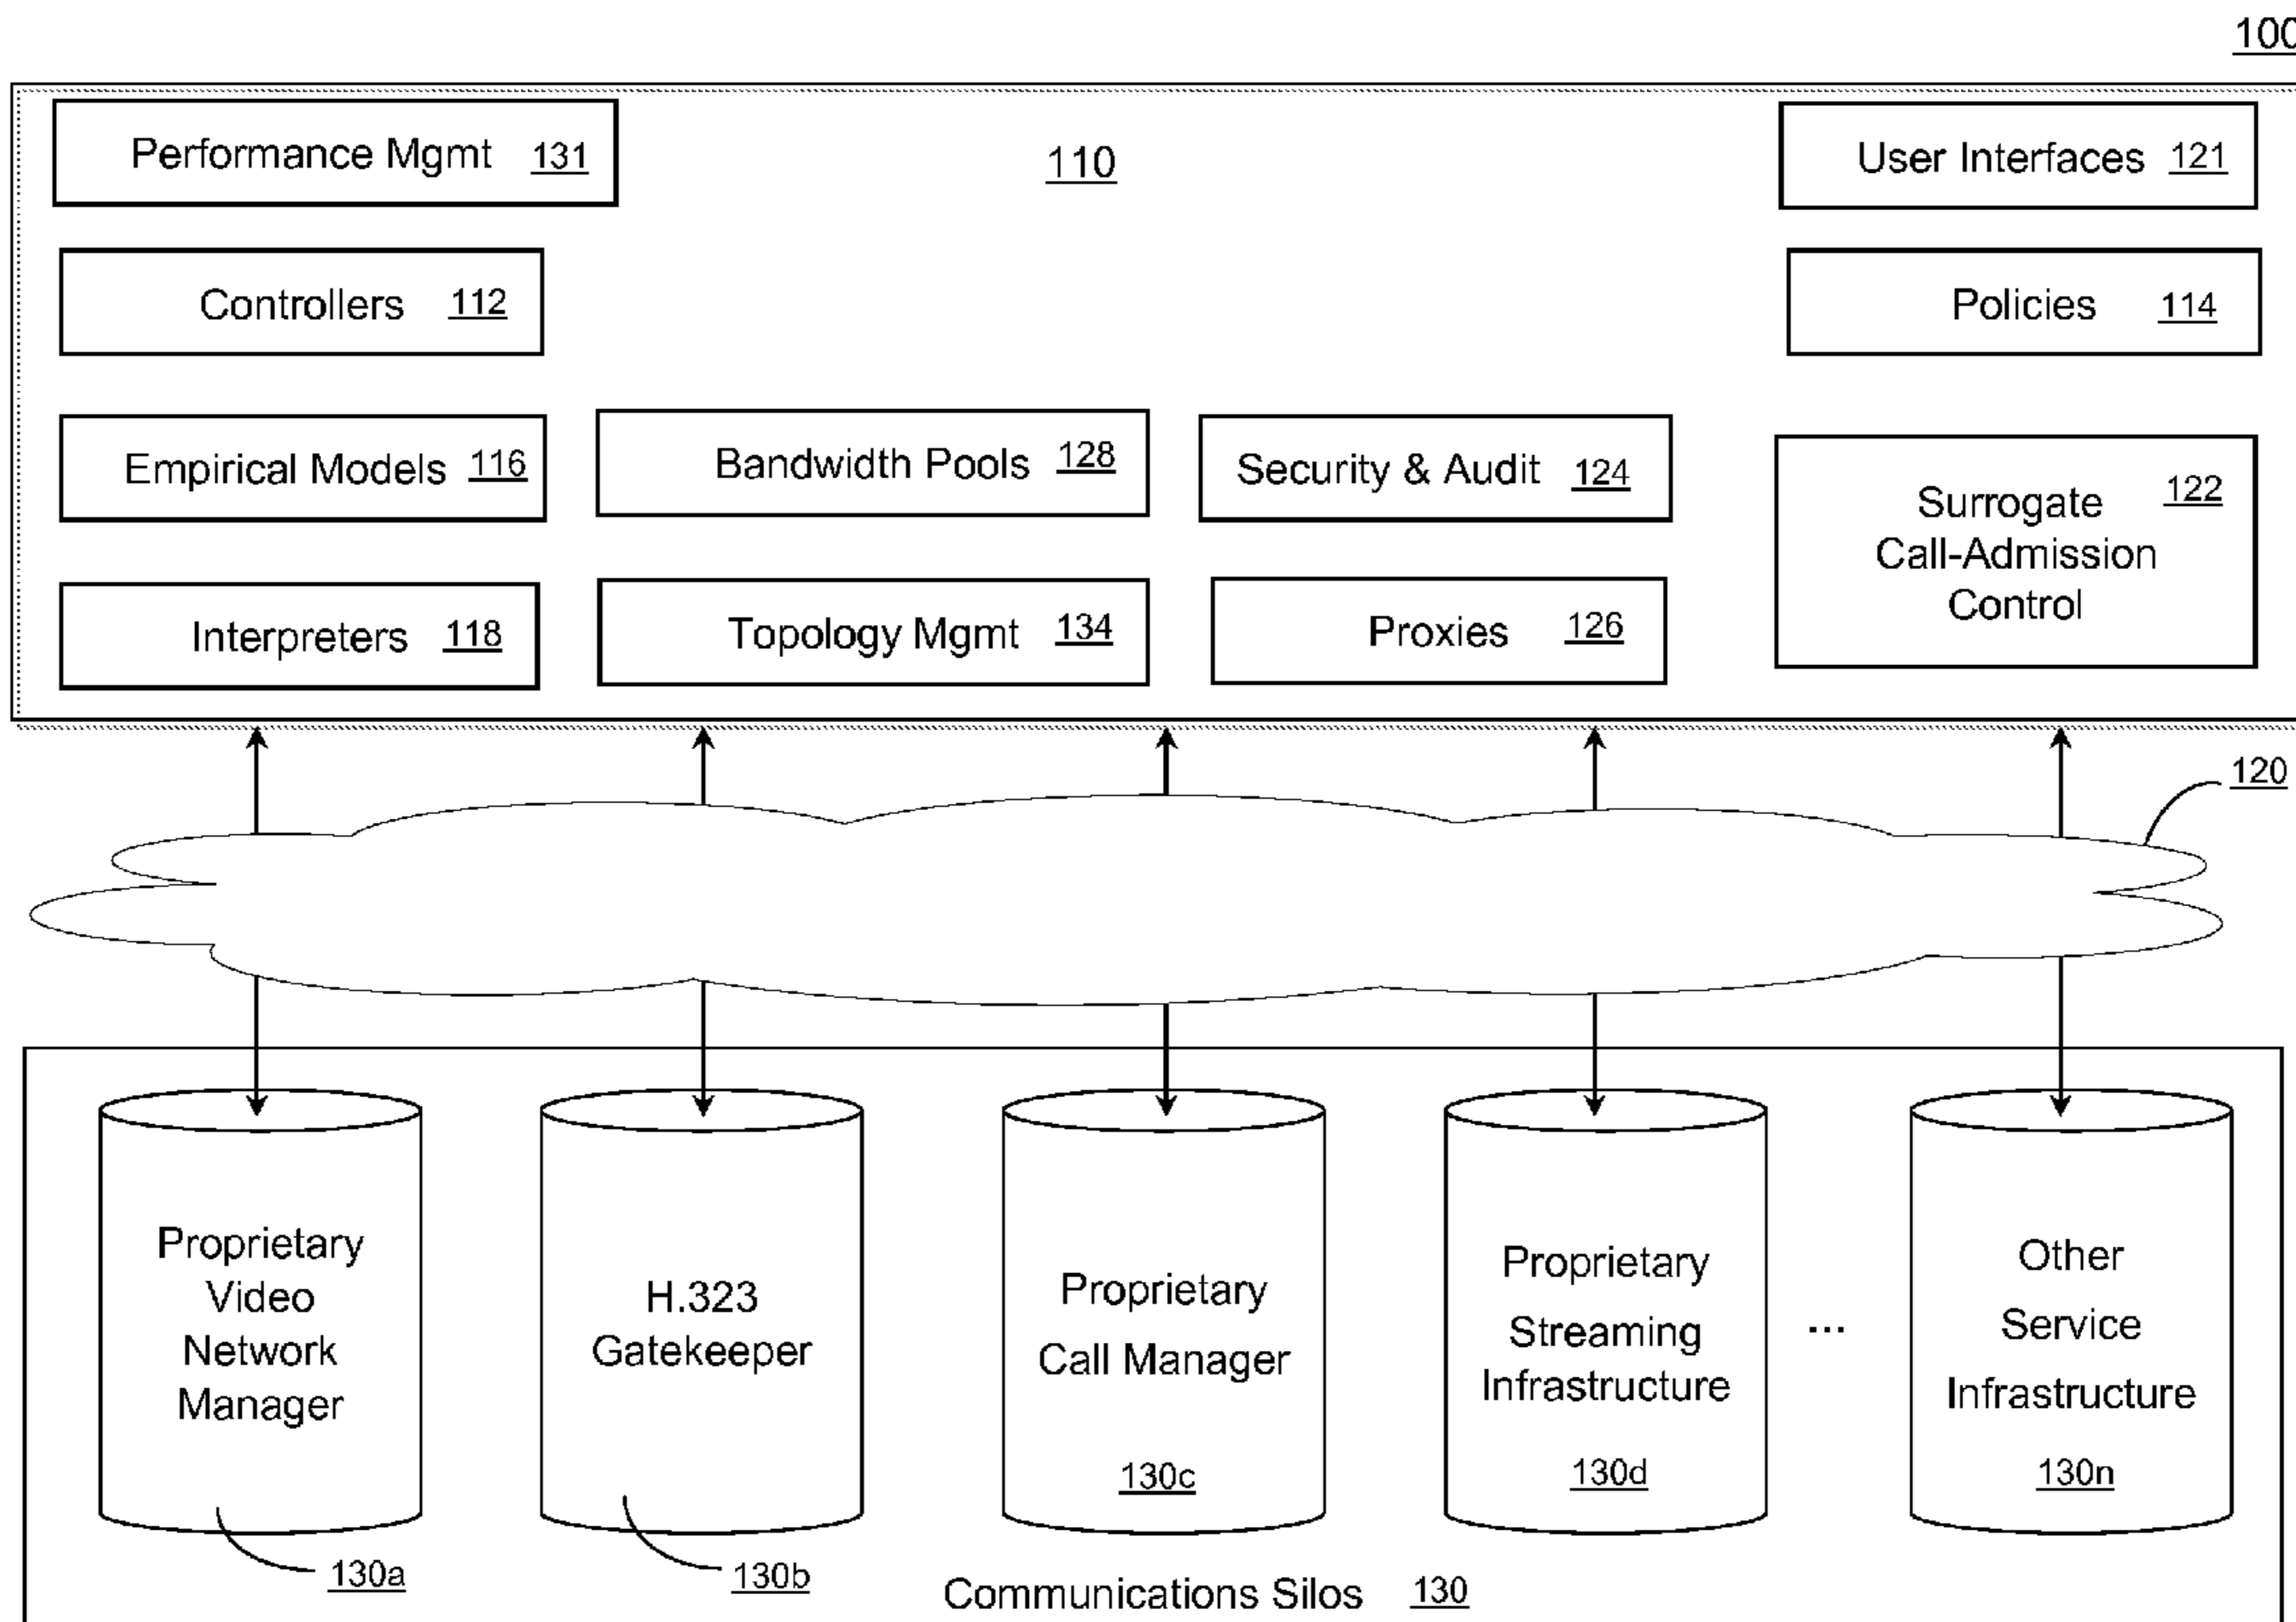 100
Performance Mgmt 131
110
User Interfaces 121
Controllers 112
Policies 114
Empirical Models 116
Bandwidth Pools 128
Security & Audit 124
Surrogate 122
Call-Admission
Control
Interpreters 118
Topology Mgmt 134
Proxies 126
120
Proprietary
Video
Network
Manager
130a
H.323
Gatekeeper
130b
Proprietary
Call Manager
130c
Proprietary
Streaming
Infrastructure
130d
...
Other
Service
Infrastructure
130n
Communications Silos 130